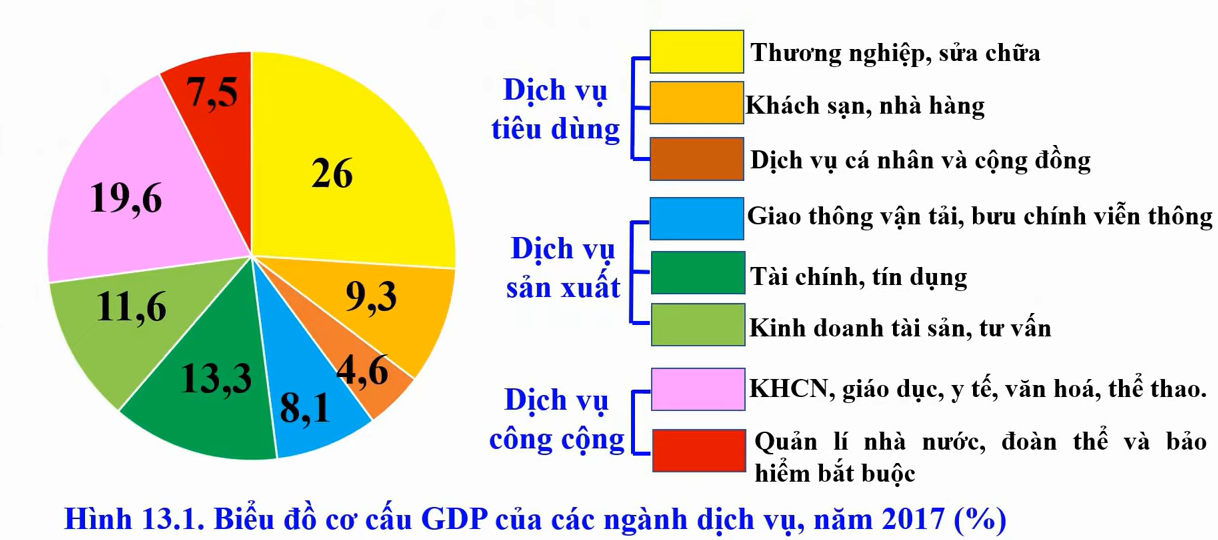 7,5
26
19,6
9,3
11,6
4,6
13,3
8,1
Dịch vụ
tiêu dùng
Thương nghiệp, sửa chữa
Khách sạn, nhà hàng
Dịch vụ cá nhân và cộng đồng
Dịch vụ
sản xuất
Giao thông vận tải, bưu chính viễn thông
Tài chính, tín dụng
Kinh doanh tài sản, tư vấn
Dịch vụ
công cộng
KHCN, giáo dục, y tế, văn hoá, thể thao.
Quản lí nhà nước, đoàn thể và bảo
hiểm bắt buộc
Hình 13.1. Biểu đồ cơ cấu GDP của các ngành dịch vụ, năm 2017 (%)